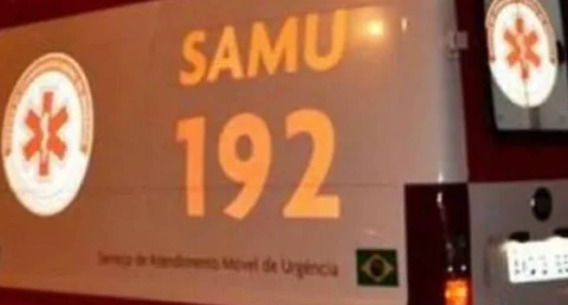 SAMU
192
Serviço de Atendimento Móvel de Urgência